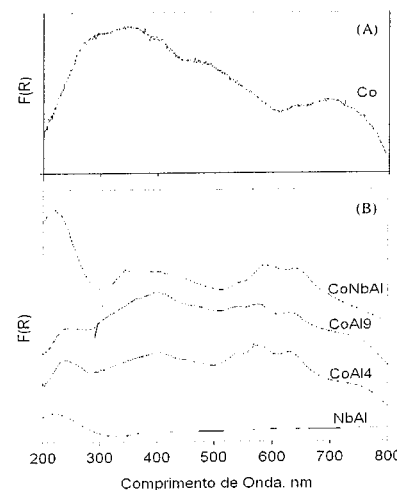 (A)
F(R)
Co
(B)
F(R)
CoNbAl
CoAl9
CoAl4
NbAl
200 300 400 500 600 700 800
Comprimento de Onda, nm